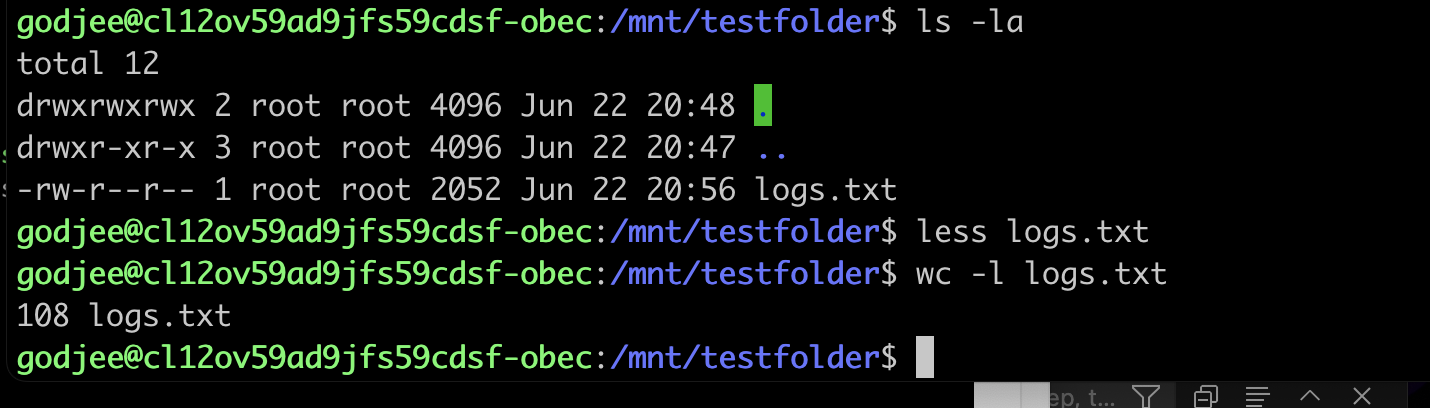 godjee@cl12ov59ad9jfs59cdsf-obec:/mnt/testfolder$ ls -la
total 12
drwxrwxrwx 2 root root 4096 Jun 22 20:48 .
drwxr-xr-x 3 root root 4096 Jun 22 20:47 ..
-rw-r--r-- 1 root root 2052 Jun 22 20:56 logs.txt
godjee@cl12ov59ad9jfs59cdsf-obec:/mnt/testfolder$ less logs.txt
godjee@cl12ov59ad9jfs59cdsf-obec:/mnt/testfolder$ wc -l logs.txt
108 logs.txt
godjee@cl12ov59ad9jfs59cdsf-obec:/mnt/testfolder$